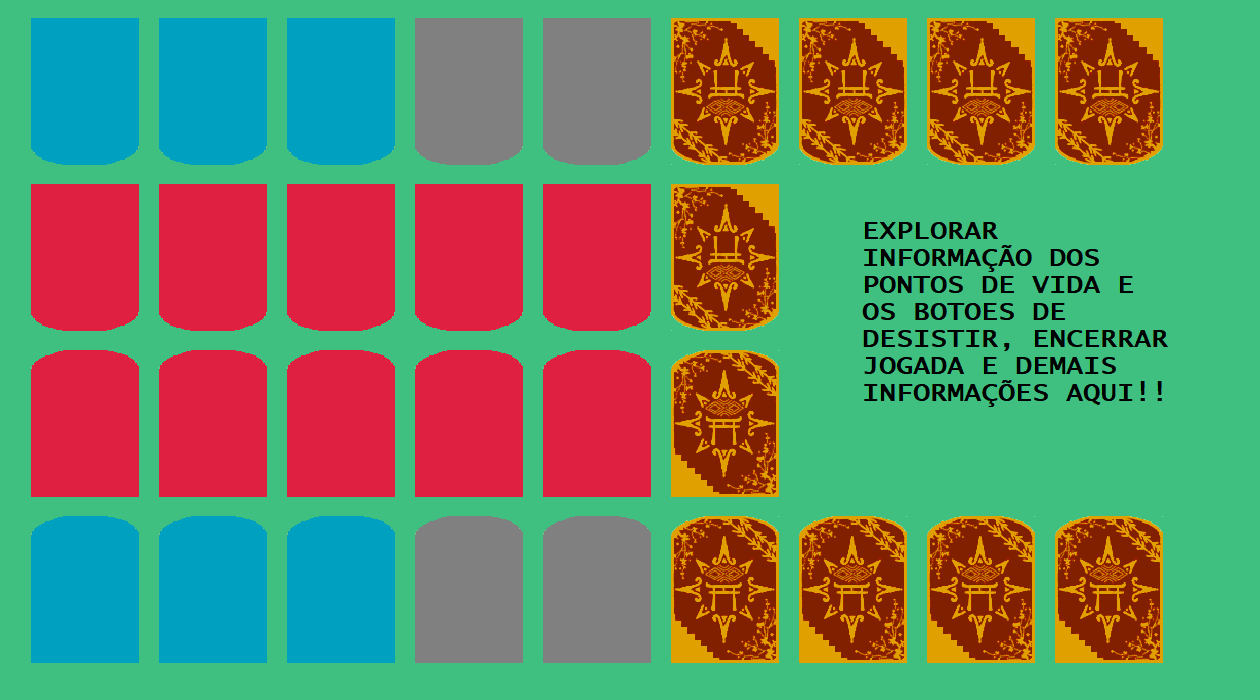 EXPLORAR
INFORMAÇÃO DOS
PONTOS DE VIDA E
OS BOTOES DE
DESISTIR, ENCERRAR
JOGADA E DEMAIS
INFORMAÇÕES AQUI!!